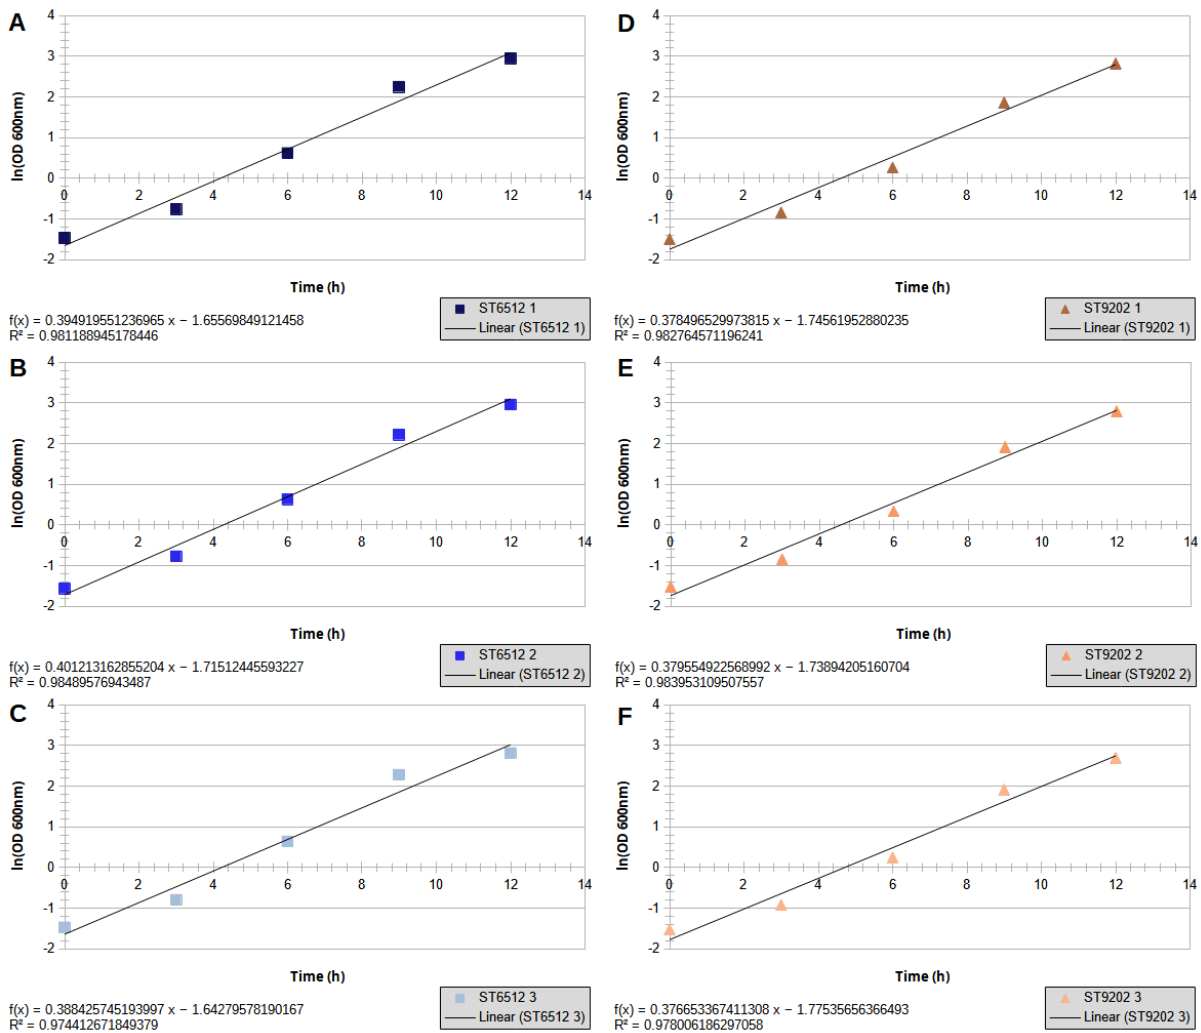 A
ln(OD 600nm)
4
3
2
1
0
-1
-2
0 2 4 6 8 10 12 14
Time (h)
f(x) = 0.394919551236965 x − 1.65569849121458
R² = 0.981188945178446
ST6512 1
Linear (ST6512 1)
D
ln(OD 600nm)
4
3
2
1
0
-1
-2
0 2 4 6 8 10 12 14
Time (h)
f(x) = 0.378496529973815 x − 1.74561952880235
R² = 0.982764571196241
ST9202 1
Linear (ST9202 1)
B
ln(OD 600nm)
4
3
2
1
0
-1
-2
0 2 4 6 8 10 12 14
Time (h)
f(x) = 0.401213162855204 x − 1.71512445593227
R² = 0.98489576943487
ST6512 2
Linear (ST6512 2)
E
ln(OD 600nm)
4
3
2
1
0
-1
-2
0 2 4 6 8 10 12 14
Time (h)
f(x) = 0.379554922568992 x − 1.73894205160704
R² = 0.983953109507557
ST9202 2
Linear (ST9202 2)
C
ln(OD 600nm)
4
3
2
1
0
-1
-2
0 2 4 6 8 10 12 14
Time (h)
f(x) = 0.388425745193997 x − 1.64279578190167
R² = 0.974412671849379
ST6512 3
Linear (ST6512 3)
F
ln(OD 600nm)
4
3
2
1
0
-1
-2
0 2 4 6 8 10 12 14
Time (h)
f(x) = 0.376653367411308 x − 1.77535656366493
R² = 0.978006186297058
ST9202 3
Linear (ST9202 3)